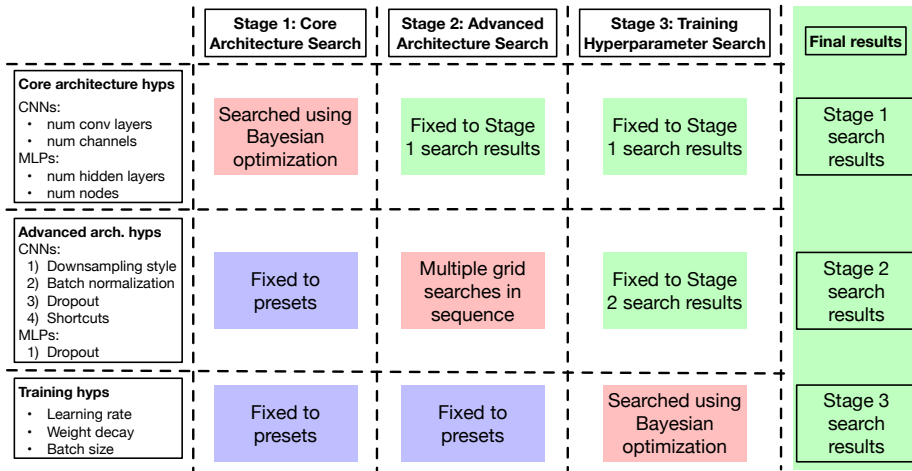 Stage 1: Core
Architecture Search
Stage 2: Advanced
Architecture Search
Stage 3: Training
Hyperparameter Search
Final results
Core architecture hyps
CNNs:
• num conv layers
• num channels
MLPs:
• num hidden layers
• num nodes
Searched using
Bayesian
optimization
Fixed to Stage
1 search results
Fixed to Stage
1 search results
Stage 1
search
results
Advanced arch. hyps
CNNs:
1) Downsampling style
2) Batch normalization
3) Dropout
4) Shortcuts
MLPs:
1) Dropout
Fixed to
presets
Multiple grid
searches in
sequence
Fixed to Stage
2 search results
Stage 2
search
results
Training hyps
• Learning rate
• Weight decay
• Batch size
Fixed to
presets
Fixed to
presets
Searched using
Bayesian
optimization
Stage 3
search
results